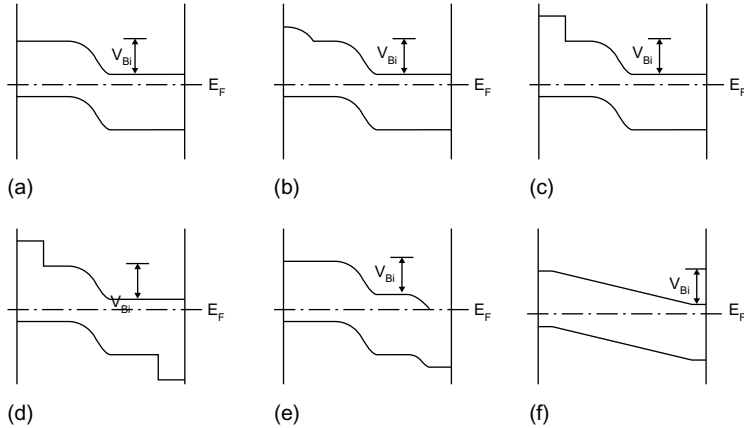 V_Bi
E_F
(a)
V_Bi
E_F
(b)
V_Bi
E_F
(c)
V_Bi
E_F
(d)
V_Bi
E_F
(e)
V_Bi
E_F
(f)